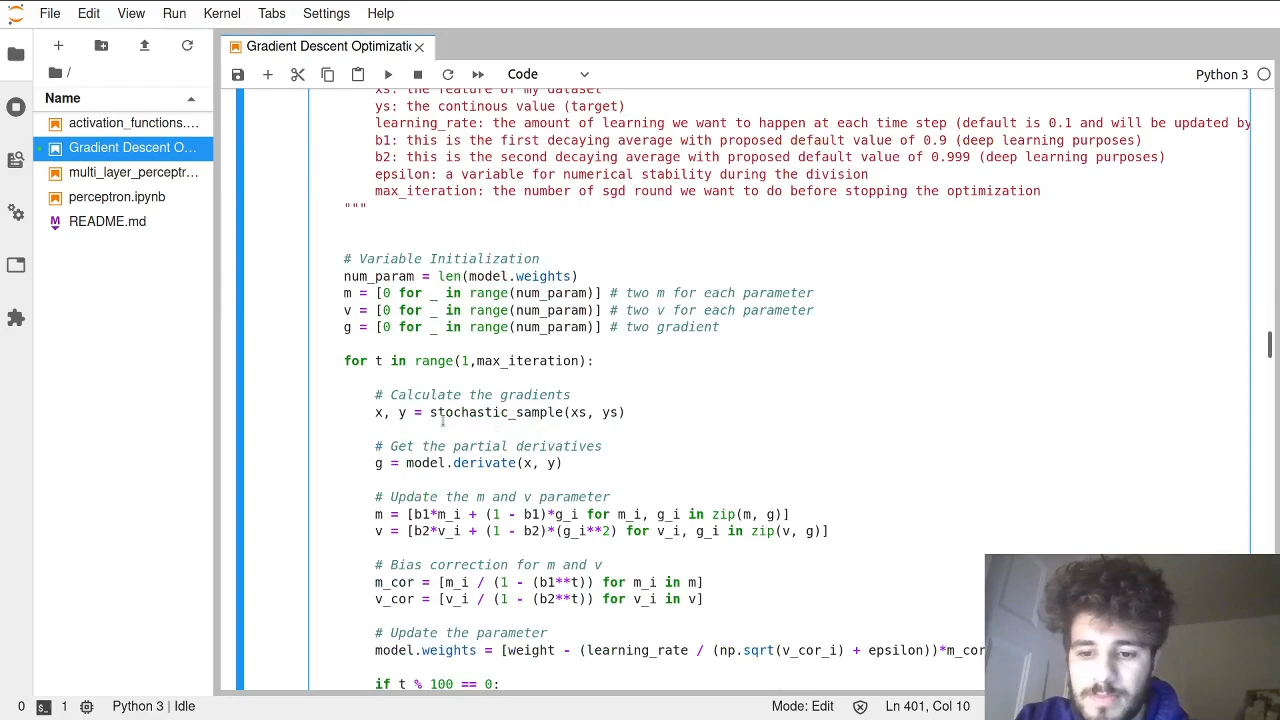 File Edit View Run Kernel Tabs Settings Help
Gradient Descent Optimizati
Code
Python 3
/
Name
activation_functions....
Gradient Descent O...
multi_layer_perceptr...
perceptron.ipynb
README.md
xs: the feature of my dataset
ys: the continous value (target)
learning_rate: the amount of learning we want to happen at each time step (default is 0.1 and will be updated by
b1: this is the first decaying average with proposed default value of 0.9 (deep learning purposes)
b2: this is the second decaying average with proposed default value of 0.999 (deep learning purposes)
epsilon: a variable for numerical stability during the division
max_iteration: the number of sgd round we want to do before stopping the optimization
"""
# Variable Initialization
num_param = len(model.weights)
m = [0 for _ in range(num_param)] # two m for each parameter
v = [0 for _ in range(num_param)] # two v for each parameter
g = [0 for _ in range(num_param)] # two gradient
for t in range(1,max_iteration):
# Calculate the gradients
x, y = stochastic_sample(xs, ys)
# Get the partial derivatives
g = model.derivate(x, y)
# Update the m and v parameter
m = [b1*m_i + (1 - b1)*g_i for m_i, g_i in zip(m, g)]
v = [b2*v_i + (1 - b2)*(g_i**2) for v_i, g_i in zip(v, g)]
# Bias correction for m and v
m_cor = [m_i / (1 - (b1**t)) for m_i in m]
v_cor = [v_i / (1 - (b2**t)) for v_i in v]
# Update the parameter
model.weights = [weight - (learning_rate / (np.sqrt(v_cor_i) + epsilon))*m_cor
if t % 100 == 0:
0 1 Python 3 | Idle Mode: Edit Ln 401, Col 10